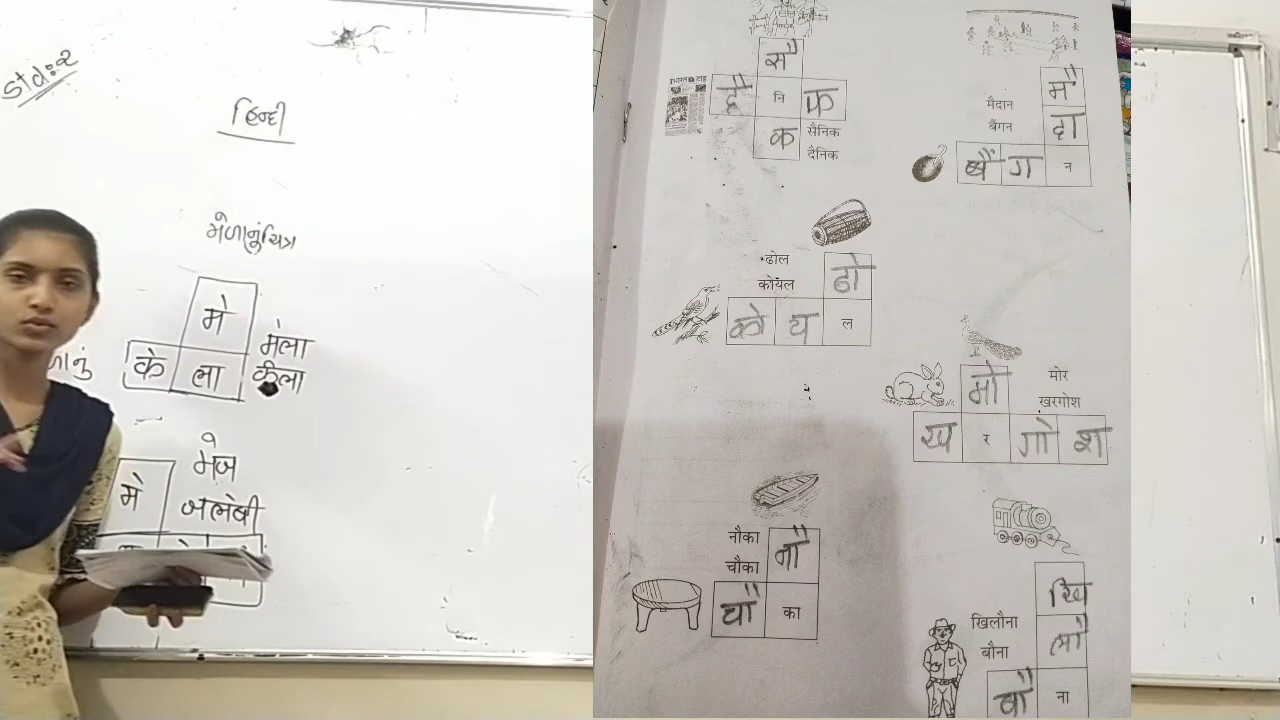 std:-2
हिन्दी
મેળાનું ચિત્ર
मे
के ला
मेला
केला
ળાનું
मेज
जलेबी
मे
सै
दै नि क
क
सैनिक
दैनिक
मै
दा
बैं ग न
मैदान
बैंगन
ढोल
कोयल
ढो
को य ल
मो
ख र गो श
मोर
खरगोश
नौका
चौका
नौ
चौ का
खि
लौ
बौ ना
खिलौना
बौना